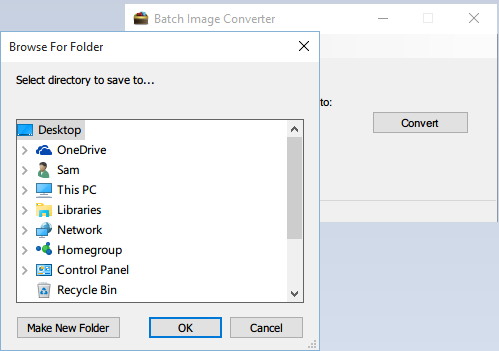 Batch Image Converter
Browse For Folder
Select directory to save to...
to:
Convert
Desktop
OneDrive
Sam
This PC
Libraries
Network
Homegroup
Control Panel
Recycle Bin
Make New Folder
OK
Cancel